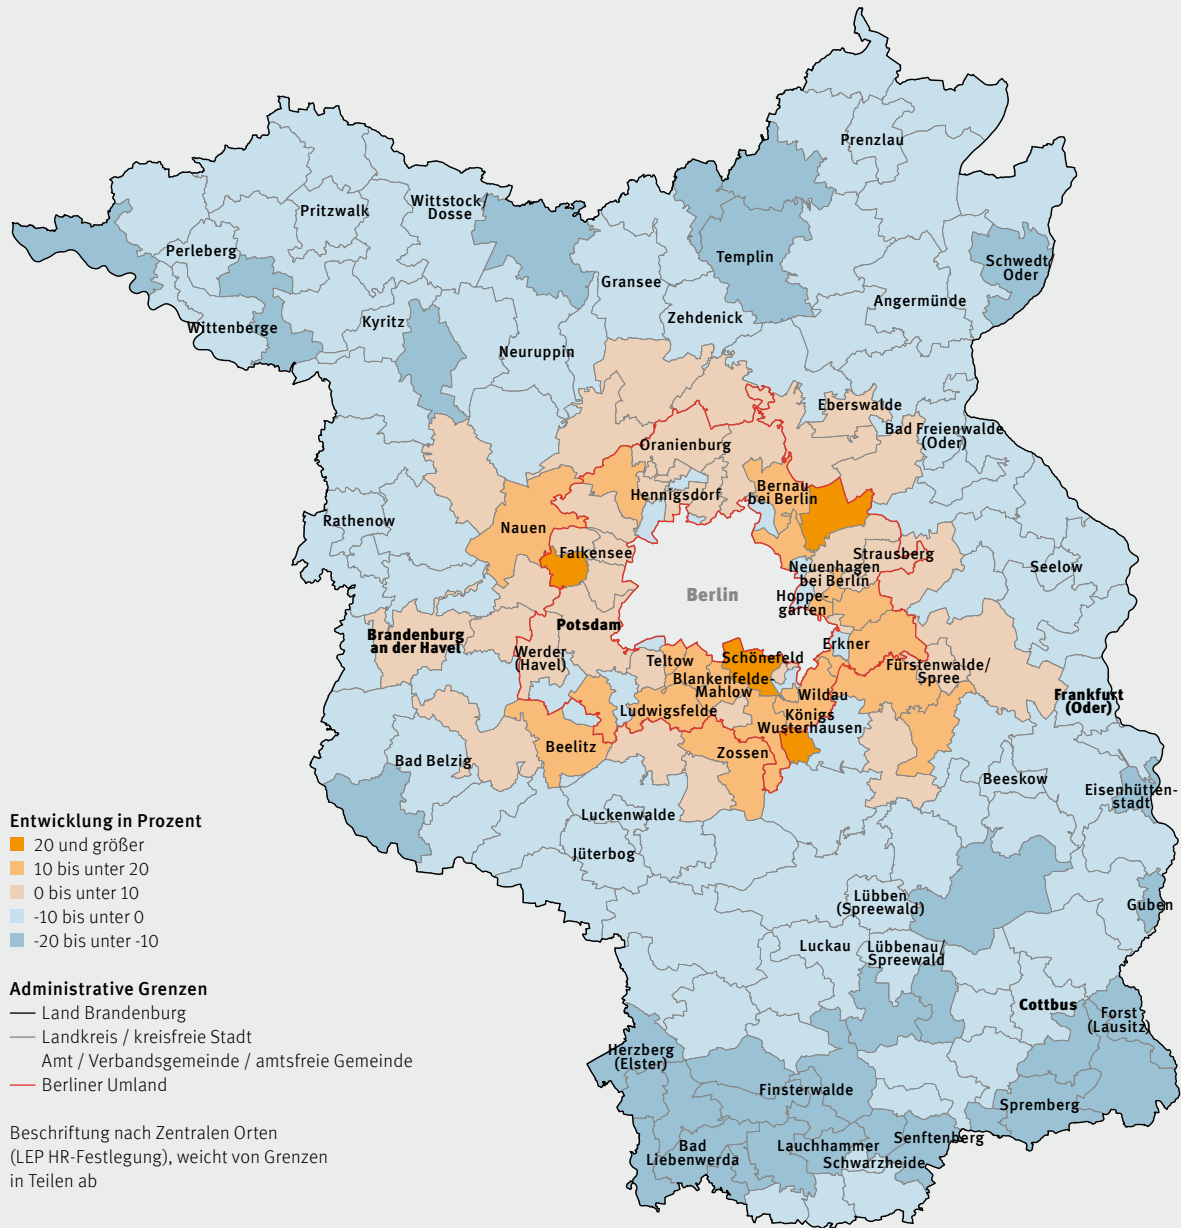 Prenzlau
Wittstock/
Dosse
Pritzwalk
Perleberg
Templin
Schwedt/
Oder
Gransee
Angermünde
Zehdenick
Wittenberge
Kyritz
Neuruppin
Eberswalde
Bad Freienwalde
(Oder)
Oranienburg
Hennigsdorf
Bernau
bei Berlin
Rathenow
Nauen
Falkensee
Strausberg
Neuenhagen
bei Berlin
Seelow
Berlin
Hoppe-
garten
Brandenburg
an der Havel
Potsdam
Werder
(Havel)
Teltow
Schönefeld
Erkner
Blankenfelde-
Mahlow
Fürstenwalde/
Spree
Wildau
Frankfurt
(Oder)
Ludwigsfelde
Königs
Wusterhausen
Beelitz
Zossen
Bad Belzig
Beeskow
Eisenhütten-
stadt
Luckenwalde
Jüterbog
Lübben
(Spreewald)
Guben
Luckau
Lübbenau/
Spreewald
Cottbus
Forst
(Lausitz)
Herzberg
(Elster)
Finsterwalde
Spremberg
Bad
Liebenwerda
Lauchhammer
Senftenberg
Schwarzheide
Entwicklung in Prozent
20 und größer
10 bis unter 20
0 bis unter 10
-10 bis unter 0
-20 bis unter -10
Administrative Grenzen
Land Brandenburg
Landkreis / kreisfreie Stadt
Amt / Verbandsgemeinde / amtsfreie Gemeinde
Berliner Umland
Beschriftung nach Zentralen Orten
(LEP HR-Festlegung), weicht von Grenzen
in Teilen ab